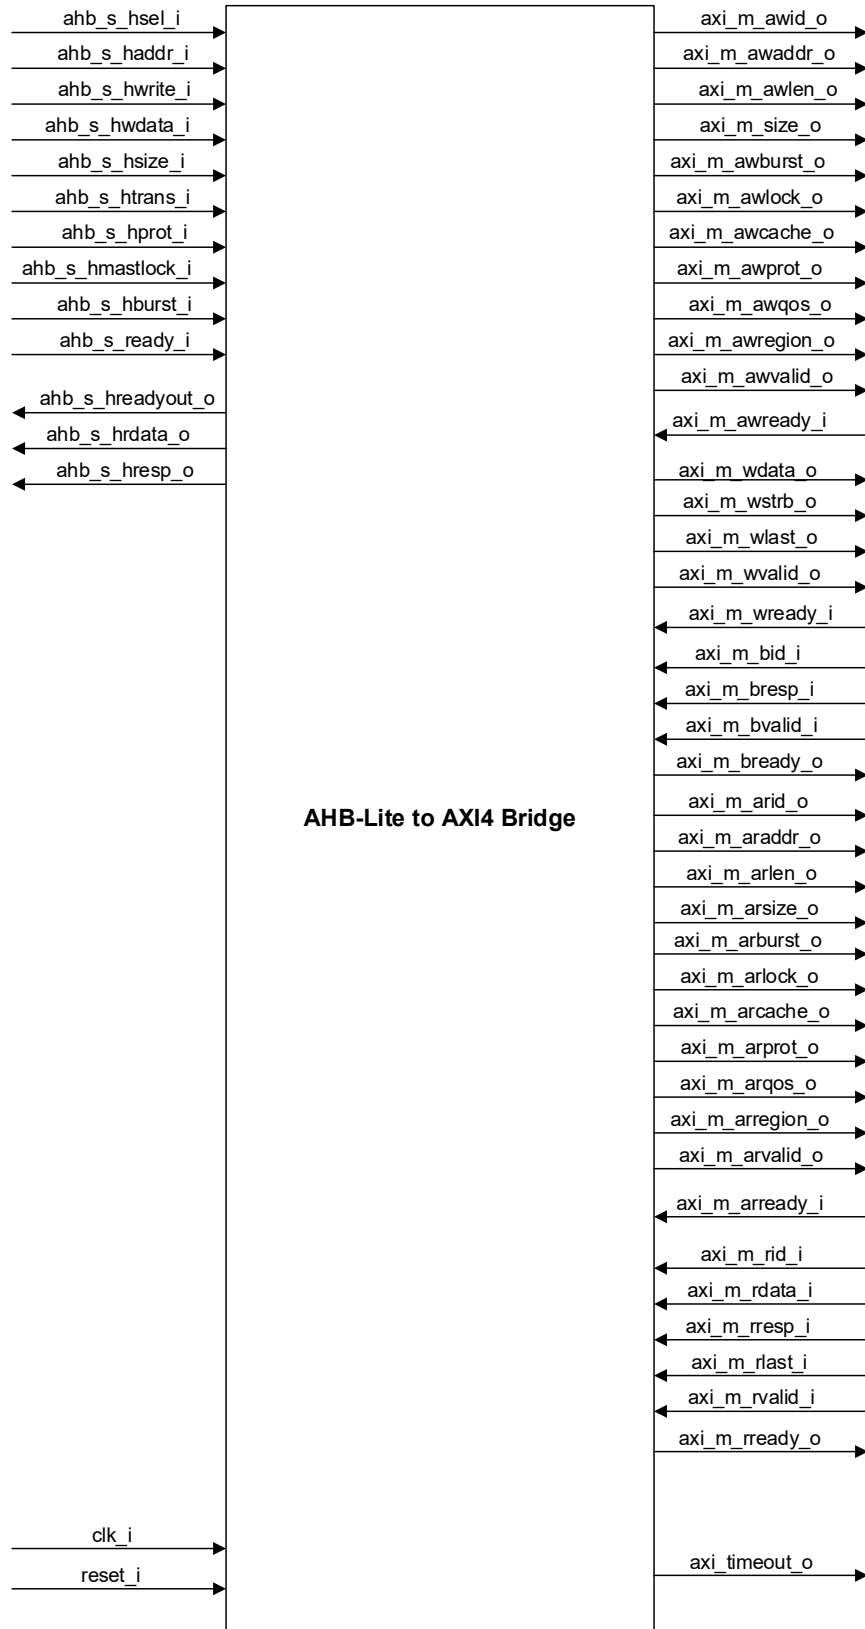 ahb_s_hsel_i
ahb_s_haddr_i
ahb_s_hwrite_i
ahb_s_hwdata_i
ahb_s_hsize_i
ahb_s_htrans_i
ahb_s_hprot_i
ahb_s_hmastlock_i
ahb_s_hburst_i
ahb_s_ready_i
ahb_s_hreadyout_o
ahb_s_hrdata_o
ahb_s_hresp_o
clk_i
reset_i
AHB-Lite to AXI4 Bridge
axi_m_awid_o
axi_m_awaddr_o
axi_m_awlen_o
axi_m_size_o
axi_m_awburst_o
axi_m_awlock_o
axi_m_awcache_o
axi_m_awprot_o
axi_m_awqos_o
axi_m_awregion_o
axi_m_awvalid_o
axi_m_awready_i
axi_m_wdata_o
axi_m_wstrb_o
axi_m_wlast_o
axi_m_wvalid_o
axi_m_wready_i
axi_m_bid_i
axi_m_bresp_i
axi_m_bvalid_i
axi_m_bready_o
axi_m_arid_o
axi_m_araddr_o
axi_m_arlen_o
axi_m_arsize_o
axi_m_arburst_o
axi_m_arlock_o
axi_m_arcache_o
axi_m_arprot_o
axi_m_arqos_o
axi_m_arregion_o
axi_m_arvalid_o
axi_m_arready_i
axi_m_rid_i
axi_m_rdata_i
axi_m_rresp_i
axi_m_rlast_i
axi_m_rvalid_i
axi_m_rready_o
axi_timeout_o